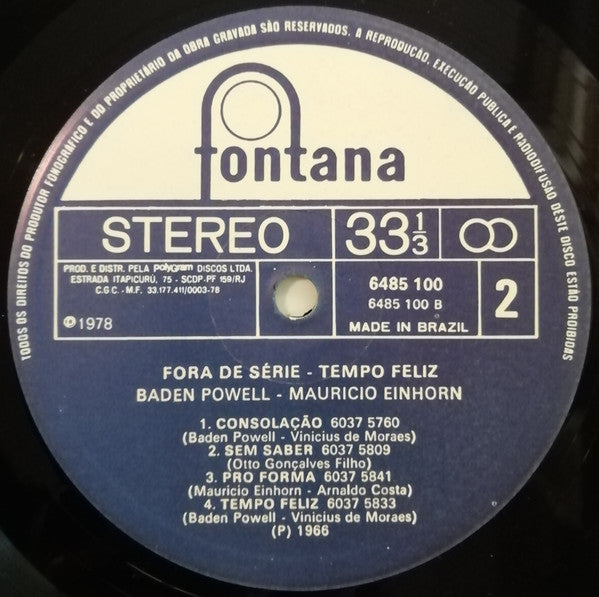 TODOS OS DIREITOS DO PRODUTOR FONOGRÁFICO E DO PROPRIETÁRIO DA OBRA GRAVADA SÃO RESERVADOS. A REPRODUÇÃO, EXECUÇÃO PUBLICA E RADIODIFUSÃO DÊSTE DISCO ESTÃO PROIBIDAS
fontana
STEREO
33 1/3
PROD. E DISTR. PELA polygram DISCOS LTDA.
ESTRADA ITAPICURÚ, 75 - SCDP-PF 159/RJ
C.G.C. - M.F. 33.177.411/0003-78
℗ 1978
6485 100
6485 100 B
MADE IN BRAZIL
2
FORA DE SÉRIE - TEMPO FELIZ
BADEN POWELL - MAURICIO EINHORN
1. CONSOLAÇÃO 6037 5760
(Baden Powell - Vinicius de Moraes)
2. SEM SABER 6037 5809
(Otto Gonçalves Filho)
3. PRO FORMA 6037 5841
(Mauricio Einhorn - Arnaldo Costa)
4. TEMPO FELIZ 6037 5833
(Baden Powell - Vinicius de Moraes)
(P) 1966